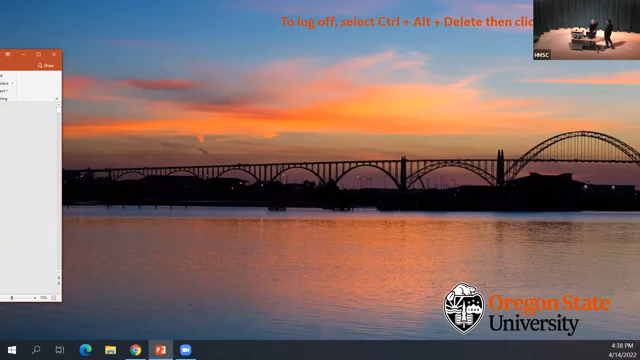 To log off, select Ctrl + Alt + Delete then clic
HMSC
Share
Oregon State
University
4:38 PM
4/14/2022